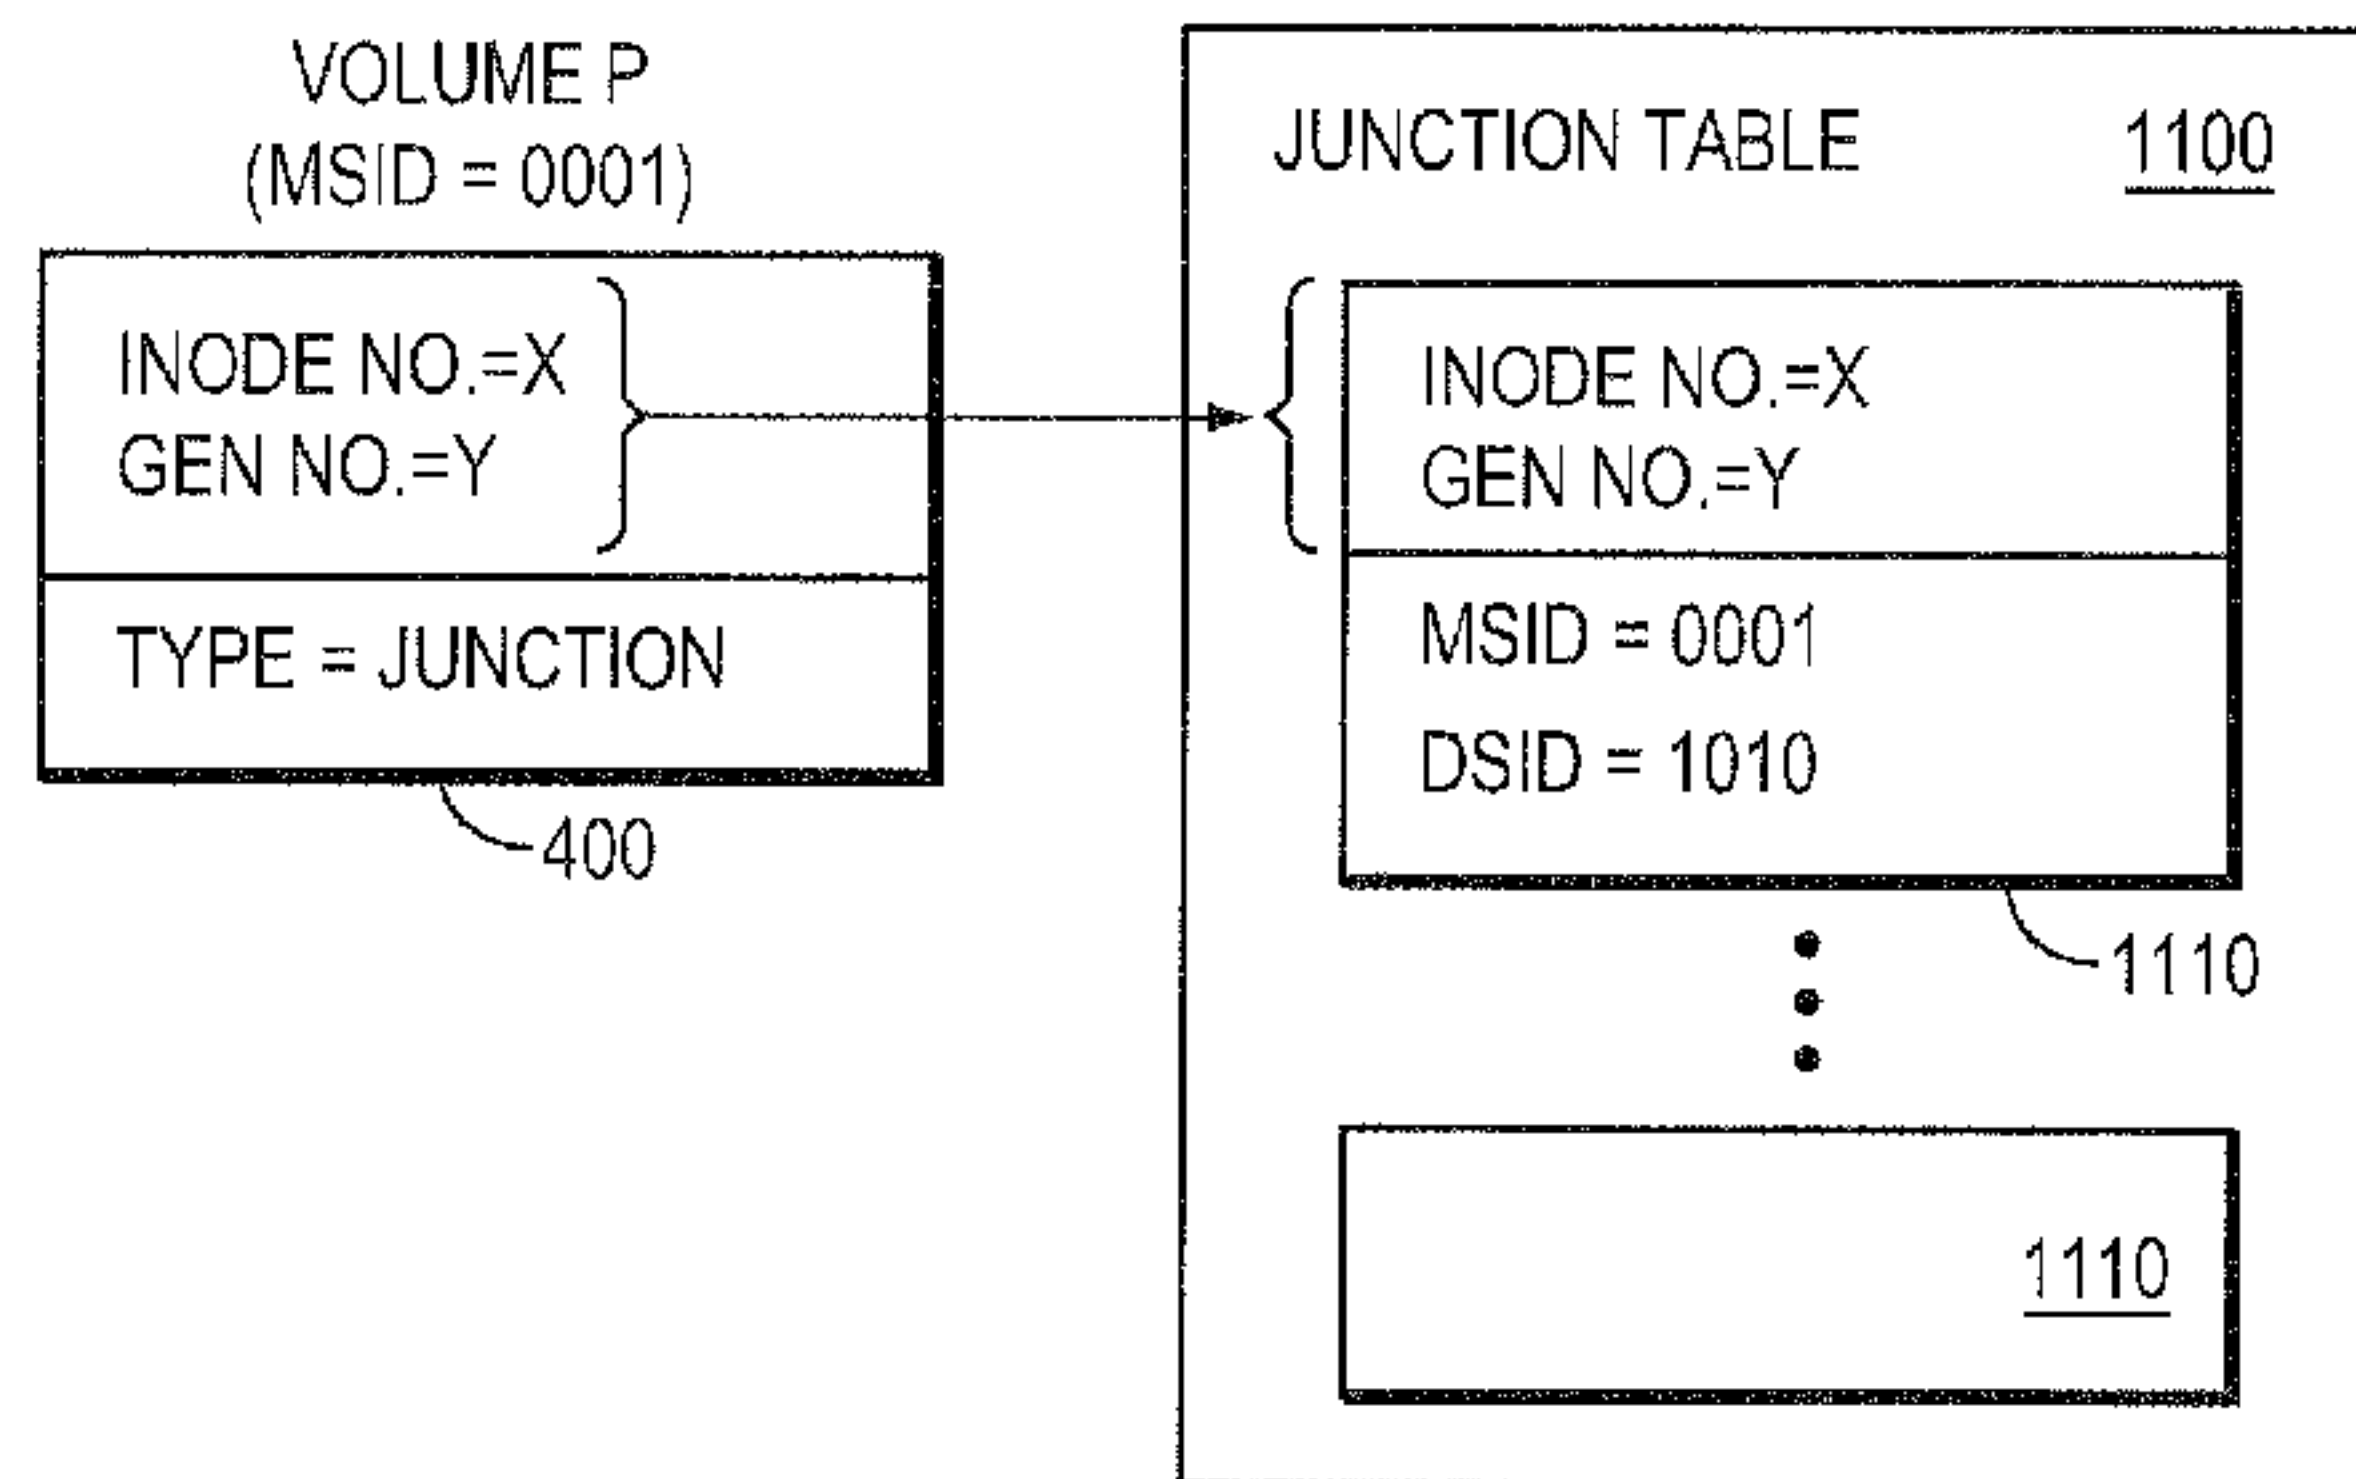 VOLUME P
(MSID = 0001)
INODE NO.=X
GEN NO.=Y
TYPE = JUNCTION
400
JUNCTION TABLE 1100
INODE NO.=X
GEN NO.=Y
MSID = 0001
DSID = 1010
1110
1110